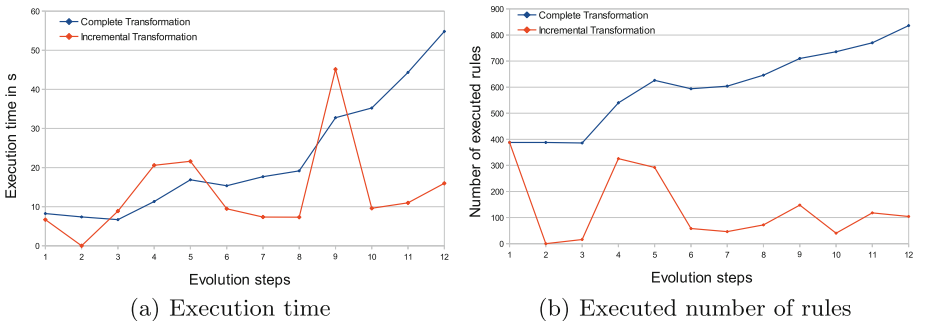 Complete Transformation
Incremental Transformation
Execution time in s
60
50
40
30
20
10
0
1 2 3 4 5 6 7 8 9 10 11 12
Evolution steps
(a) Execution time
Complete Transformation
Incremental Transformation
Number of executed rules
900
800
700
600
500
400
300
200
100
0
1 2 3 4 5 6 7 8 9 10 11 12
Evolution steps
(b) Executed number of rules